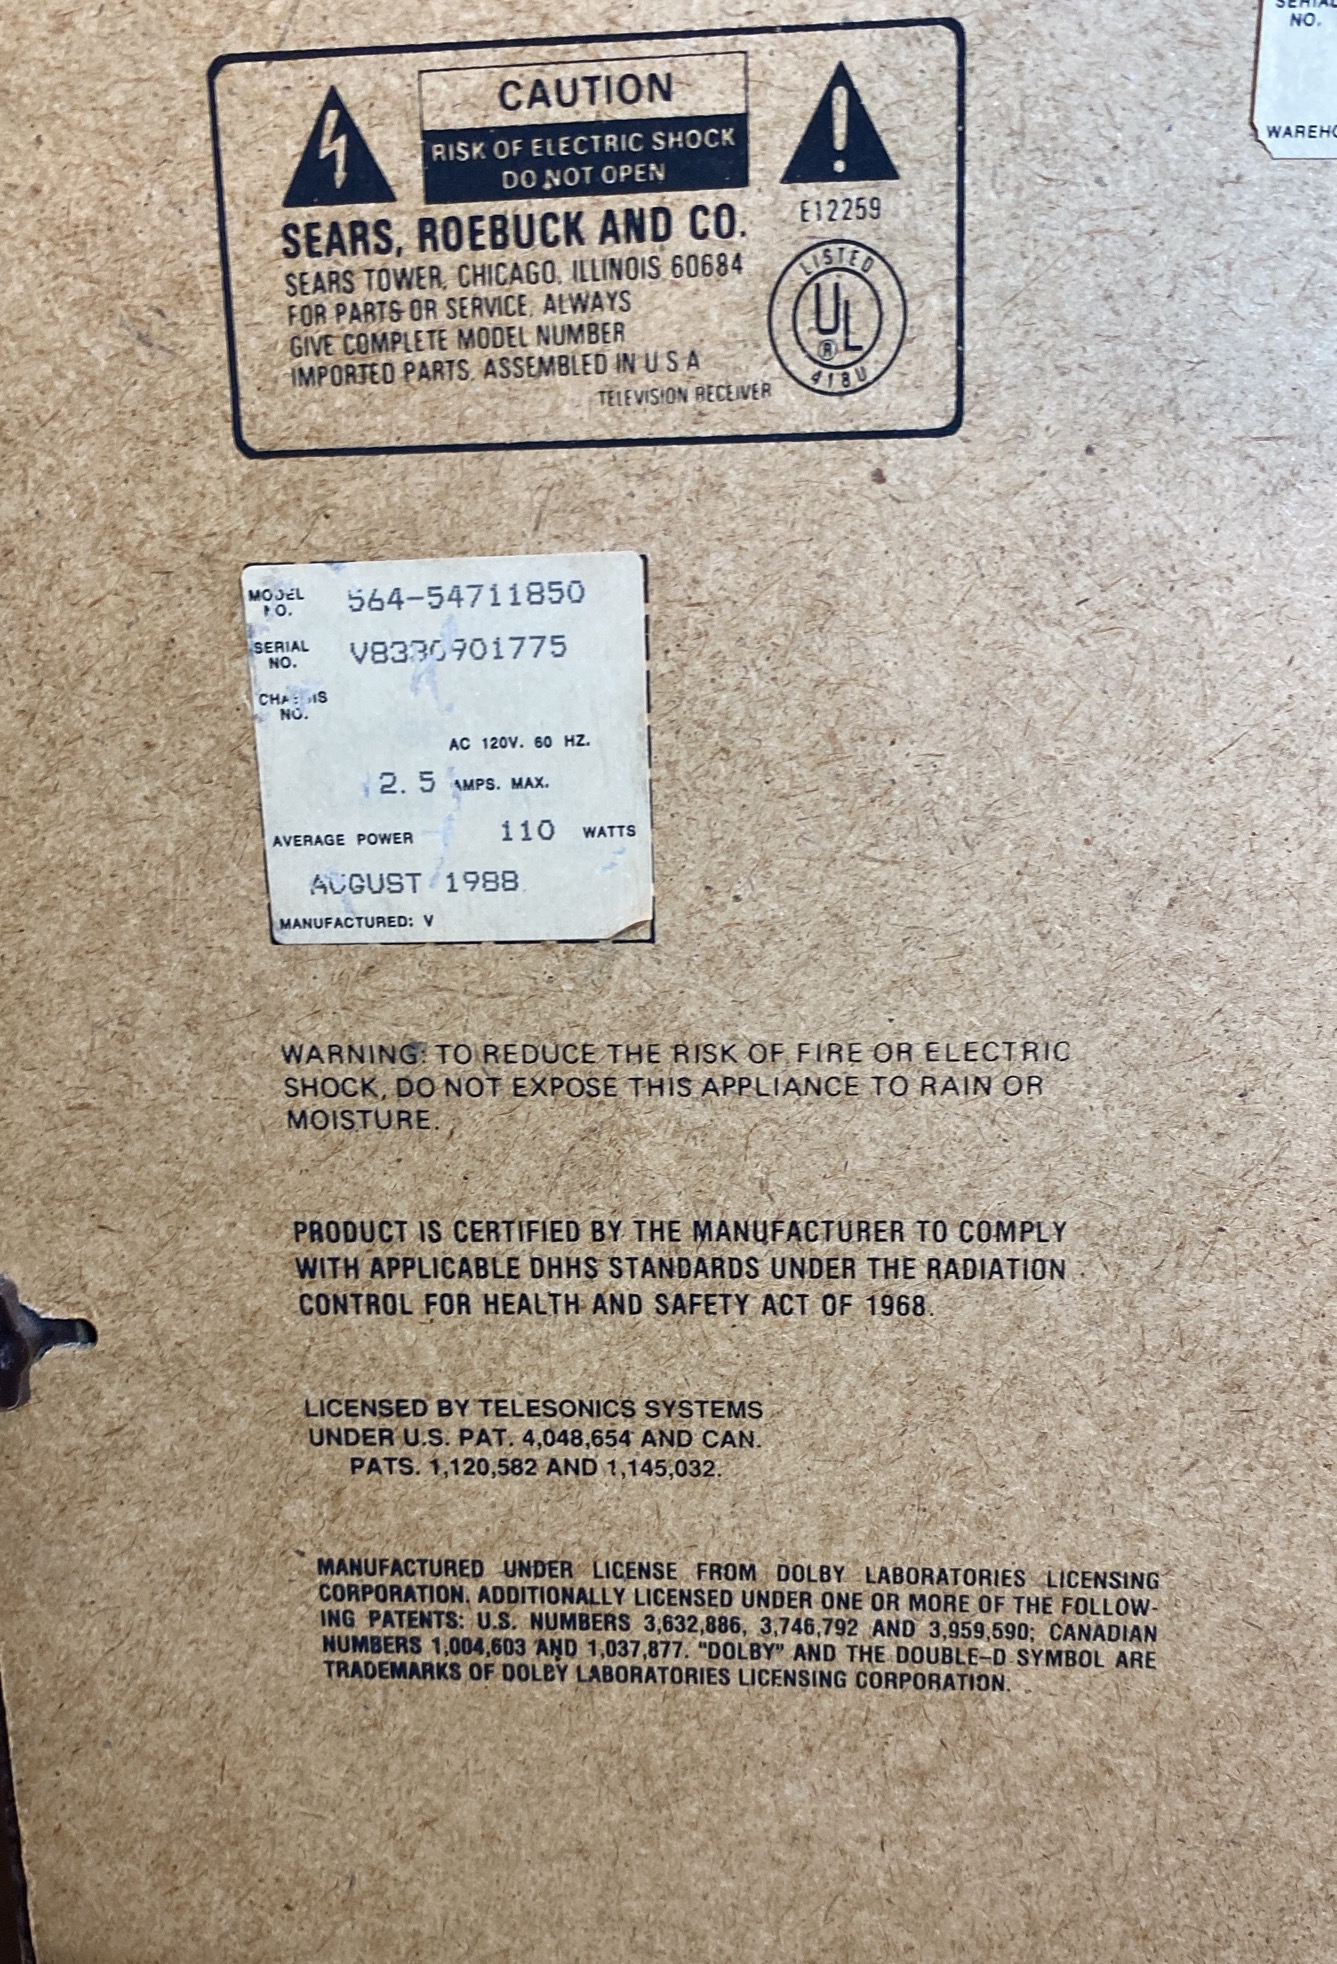 SERIAL
NO.
WAREHO
CAUTION
RISK OF ELECTRIC SHOCK
DO NOT OPEN
SEARS, ROEBUCK AND CO.
SEARS TOWER, CHICAGO, ILLINOIS 60684
FOR PARTS OR SERVICE, ALWAYS
GIVE COMPLETE MODEL NUMBER
IMPORTED PARTS, ASSEMBLED IN U S A
TELEVISION RECEIVER
E12259
LISTED
UL
®
418U
MODEL NO. 564-54711850
SERIAL NO. V8330901775
CHASSIS NO.
AC 120V. 60 HZ.
2.5 AMPS. MAX.
AVERAGE POWER 110 WATTS
AUGUST 1988
MANUFACTURED: V
WARNING: TO REDUCE THE RISK OF FIRE OR ELECTRIC
SHOCK, DO NOT EXPOSE THIS APPLIANCE TO RAIN OR
MOISTURE.
PRODUCT IS CERTIFIED BY THE MANUFACTURER TO COMPLY
WITH APPLICABLE DHHS STANDARDS UNDER THE RADIATION
CONTROL FOR HEALTH AND SAFETY ACT OF 1968.
LICENSED BY TELESONICS SYSTEMS
UNDER U.S. PAT. 4,048,654 AND CAN.
PATS. 1,120,582 AND 1,145,032.
MANUFACTURED UNDER LICENSE FROM DOLBY LABORATORIES LICENSING
CORPORATION. ADDITIONALLY LICENSED UNDER ONE OR MORE OF THE FOLLOW-
ING PATENTS: U.S. NUMBERS 3,632,886, 3,746,792 AND 3,959,590; CANADIAN
NUMBERS 1,004,603 AND 1,037,877. "DOLBY" AND THE DOUBLE-D SYMBOL ARE
TRADEMARKS OF DOLBY LABORATORIES LICENSING CORPORATION.